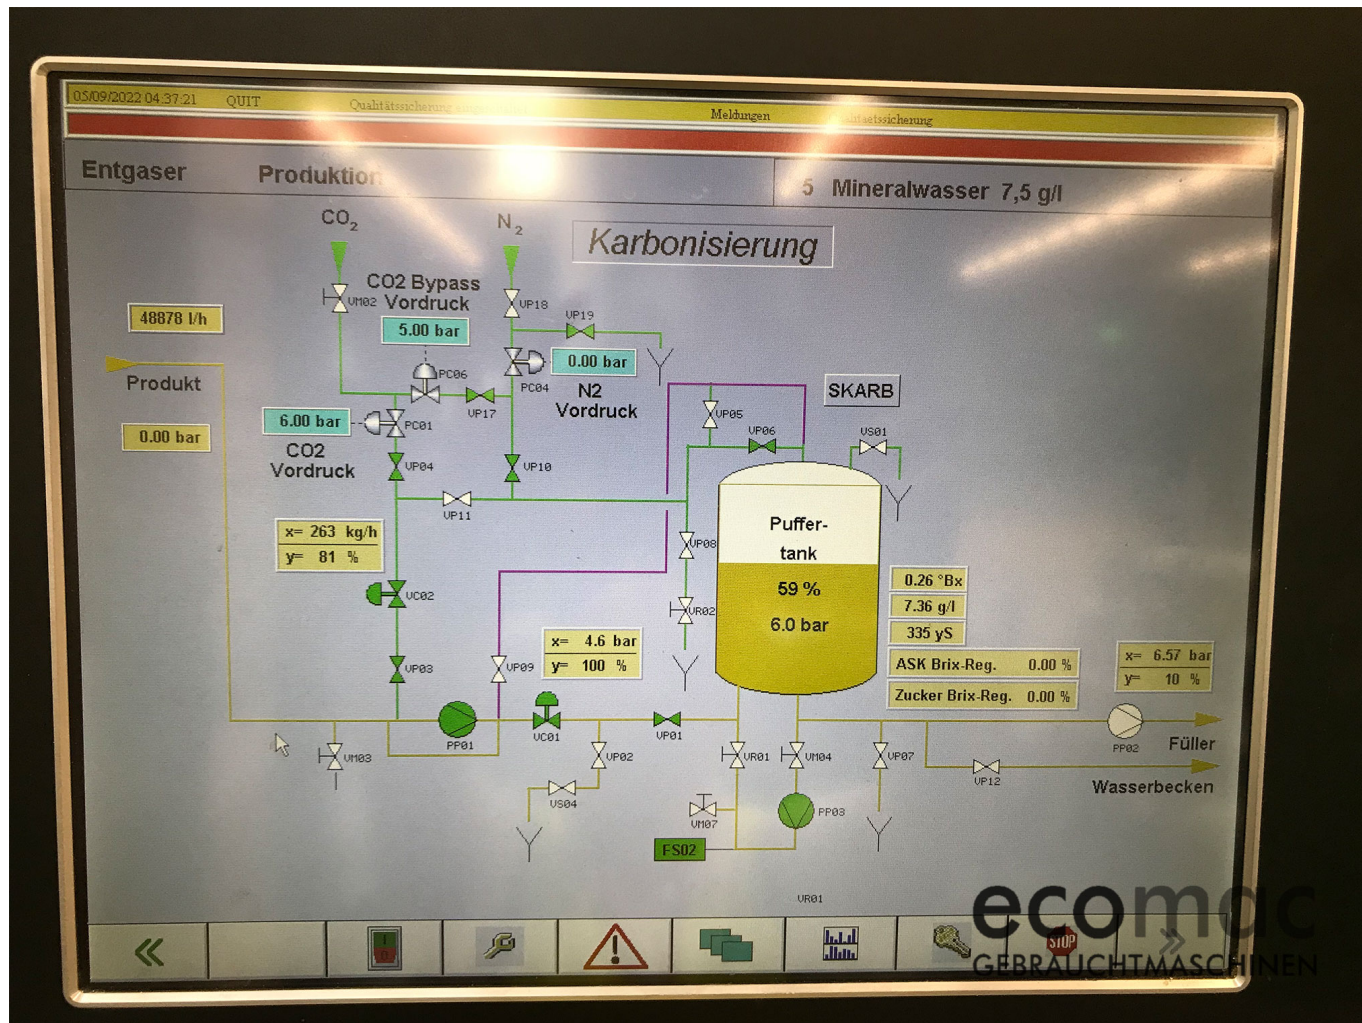 05/09/2022 04:37:21 QUIT Qualitätssicherung Meldungen
Entgaser Produktion 5 Mineralwasser 7,5 g/l
CO2 N2
Karbonisierung
CO2 Bypass
Vordruck
VM02
VP18
48878 l/h
5.00 bar
VP19
0.00 bar
PC06
PC04
N2
Vordruck
Produkt
SKARB
6.00 bar
PC01
VP17
VP05
VP06
VS01
0.00 bar
CO2
Vordruck
VP04
VP10
VP11
Puffer-
tank
59 %
6.0 bar
x= 263 kg/h
y= 81 %
VP08
VC02
VR02
0.26 °Bx
7.36 g/l
335 yS
x= 4.6 bar
y= 100 %
VP03
VP09
ASK Brix-Reg. 0.00 %
Zucker Brix-Reg. 0.00 %
x= 6.57 bar
y= 10 %
PP01
VC01
VP01
PP02
Füller
VM03
VP02
VR01
VM04
VP07
VP12
Wasserbecken
VS04
VM07
PP03
FS02
VR01
STOP
ecomac
GEBRAUCHTMASCHINEN